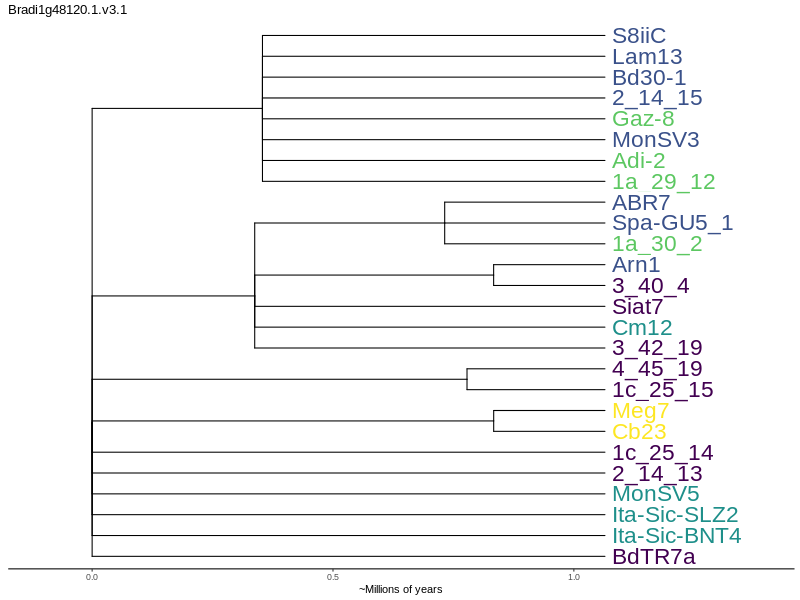 Bradi1g48120.1.v3.1
S8iiC
Lam13
Bd30-1
2_14_15
Gaz-8
MonSV3
Adi-2
1a_29_12
ABR7
Spa-GU5_1
1a_30_2
Arn1
3_40_4
Siat7
Cm12
3_42_19
4_45_19
1c_25_15
Meg7
Cb23
1c_25_14
2_14_13
MonSV5
Ita-Sic-SLZ2
Ita-Sic-BNT4
BdTR7a
0.0 0.5 1.0
~Millions of years